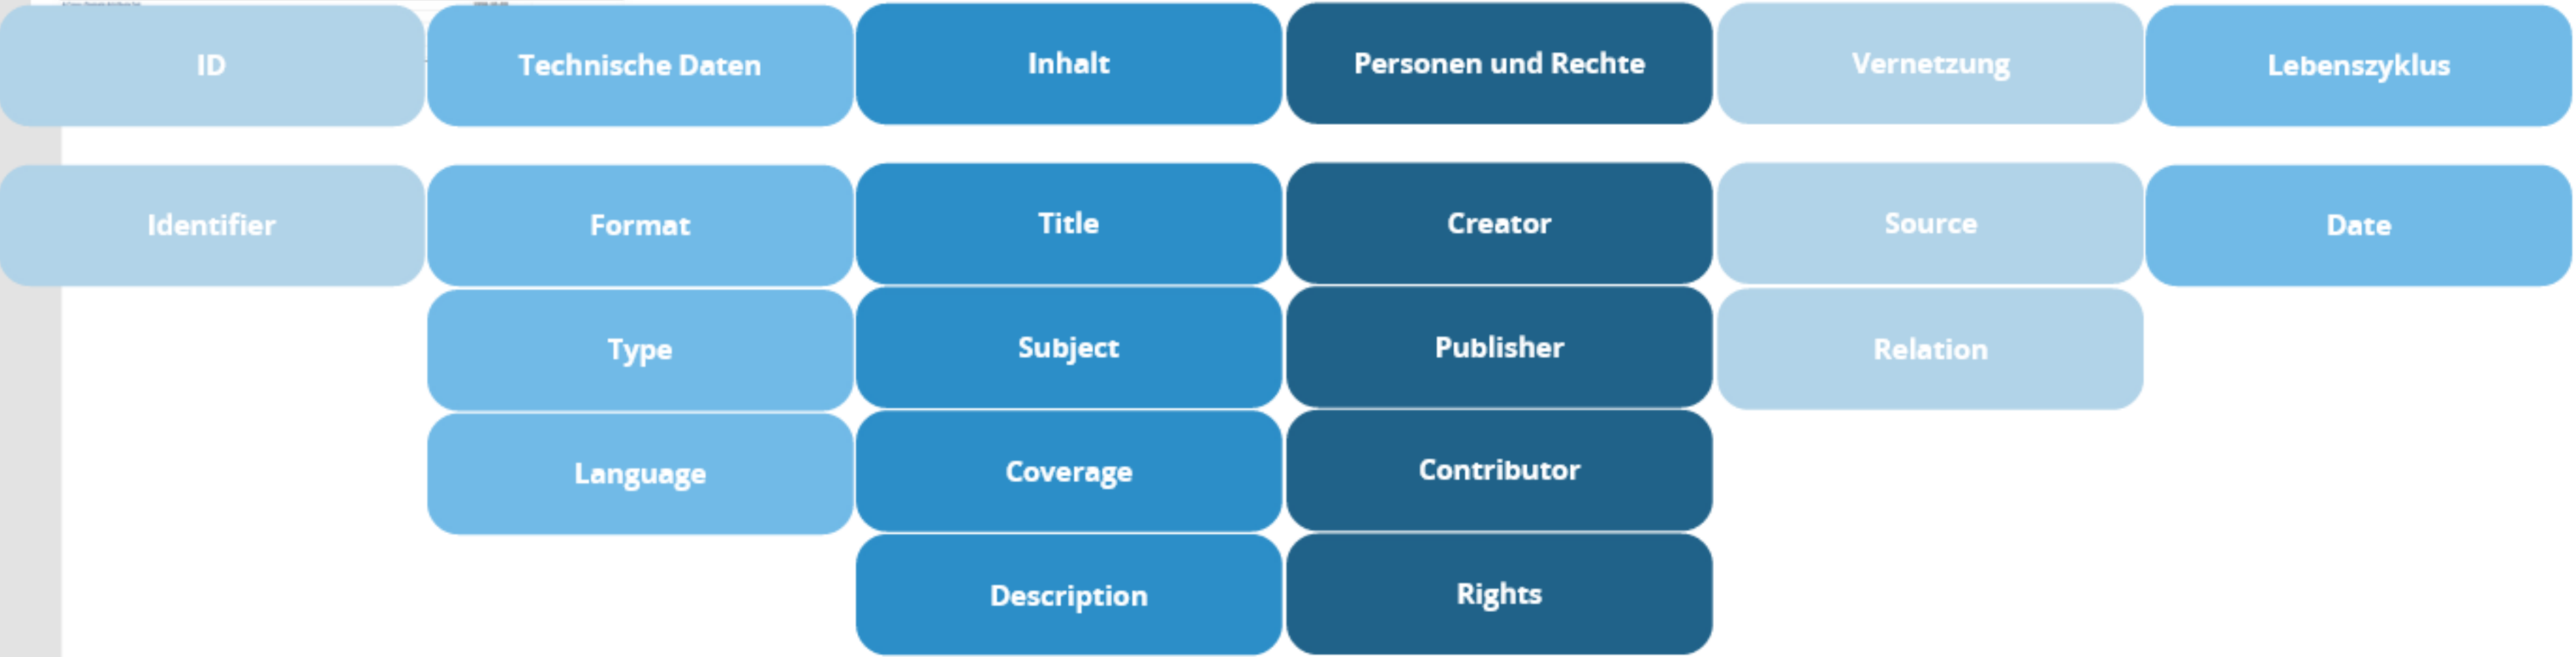 ID
Technische Daten
Inhalt
Personen und Rechte
Vernetzung
Lebenszyklus
Identifier
Format
Title
Creator
Source
Date
Type
Subject
Publisher
Relation
Language
Coverage
Contributor
Description
Rights